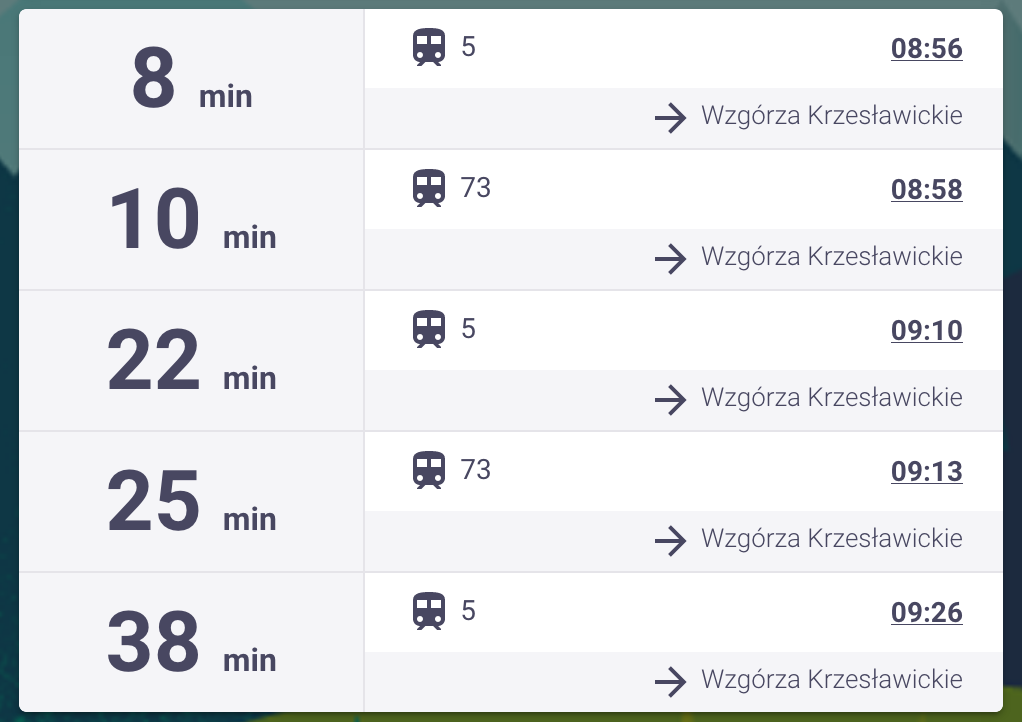 8 min
5 08:56
Wzgórza Krzesławickie
10 min
73 08:58
Wzgórza Krzesławickie
22 min
5 09:10
Wzgórza Krzesławickie
25 min
73 09:13
Wzgórza Krzesławickie
38 min
5 09:26
Wzgórza Krzesławickie